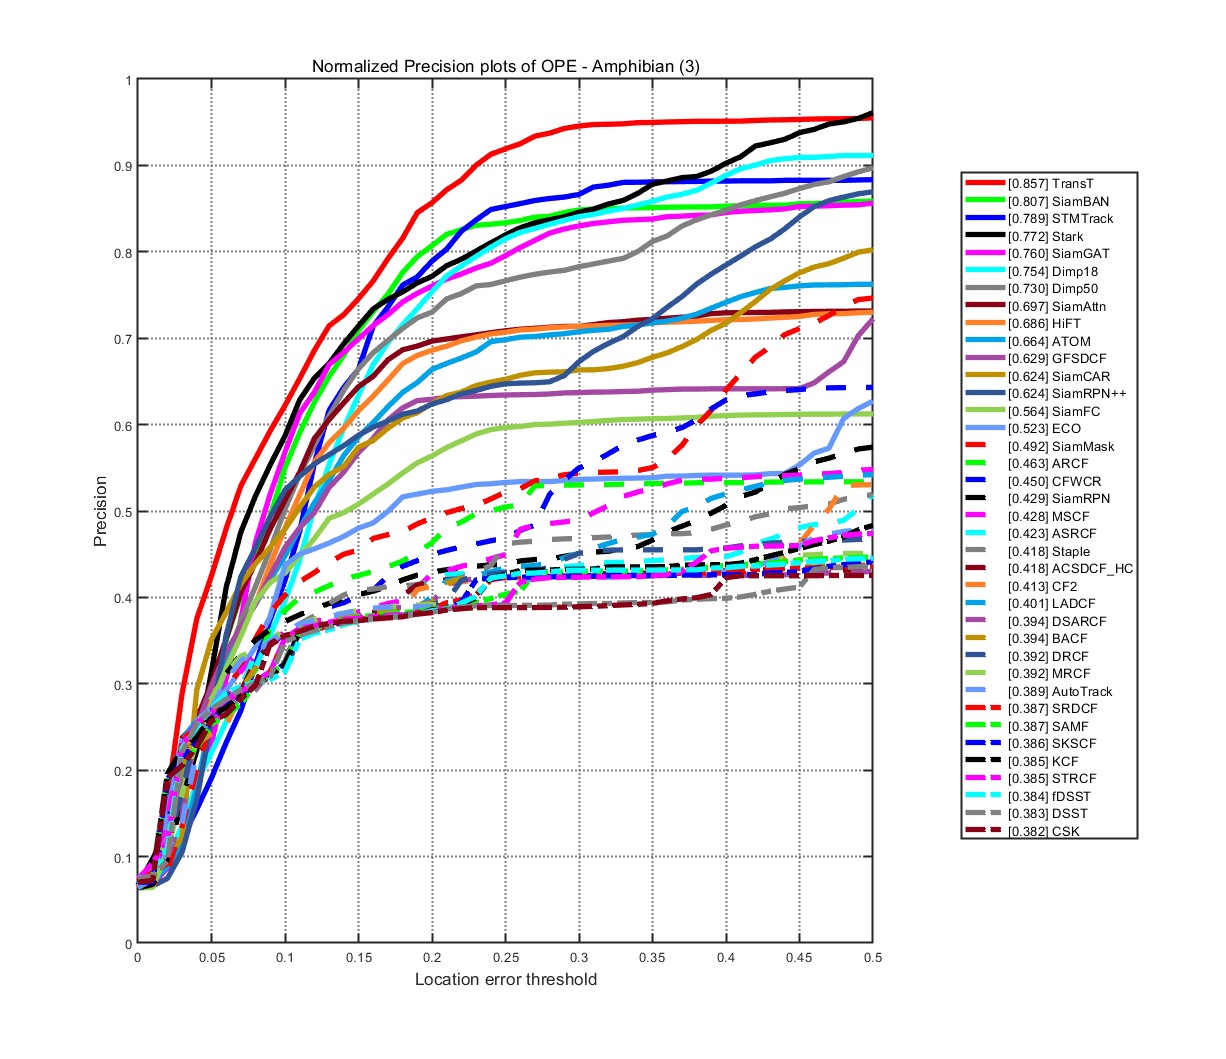 Normalized Precision plots of OPE - Amphibian (3)
1
0.9
0.8
0.7
0.6
0.5
0.4
0.3
0.2
0.1
0
Precision
0
0.05
0.1
0.15
0.2
0.25
0.3
0.35
0.4
0.45
0.5
Location error threshold
[0.857] TransT
[0.807] SiamBAN
[0.789] STMTrack
[0.772] Stark
[0.760] SiamGAT
[0.754] Dimp18
[0.730] Dimp50
[0.697] SiamAttn
[0.686] HiFT
[0.664] ATOM
[0.629] GFSDCF
[0.624] SiamCAR
[0.624] SiamRPN++
[0.564] SiamFC
[0.523] ECO
[0.492] SiamMask
[0.463] ARCF
[0.450] CFWCR
[0.429] SiamRPN
[0.428] MSCF
[0.423] ASRCF
[0.418] Staple
[0.418] ACSDCF_HC
[0.413] CF2
[0.401] LADCF
[0.394] DSARCF
[0.394] BACF
[0.392] DRCF
[0.392] MRCF
[0.389] AutoTrack
[0.387] SRDCF
[0.387] SAMF
[0.386] SKSCF
[0.385] KCF
[0.385] STRCF
[0.384] fDSST
[0.383] DSST
[0.382] CSK